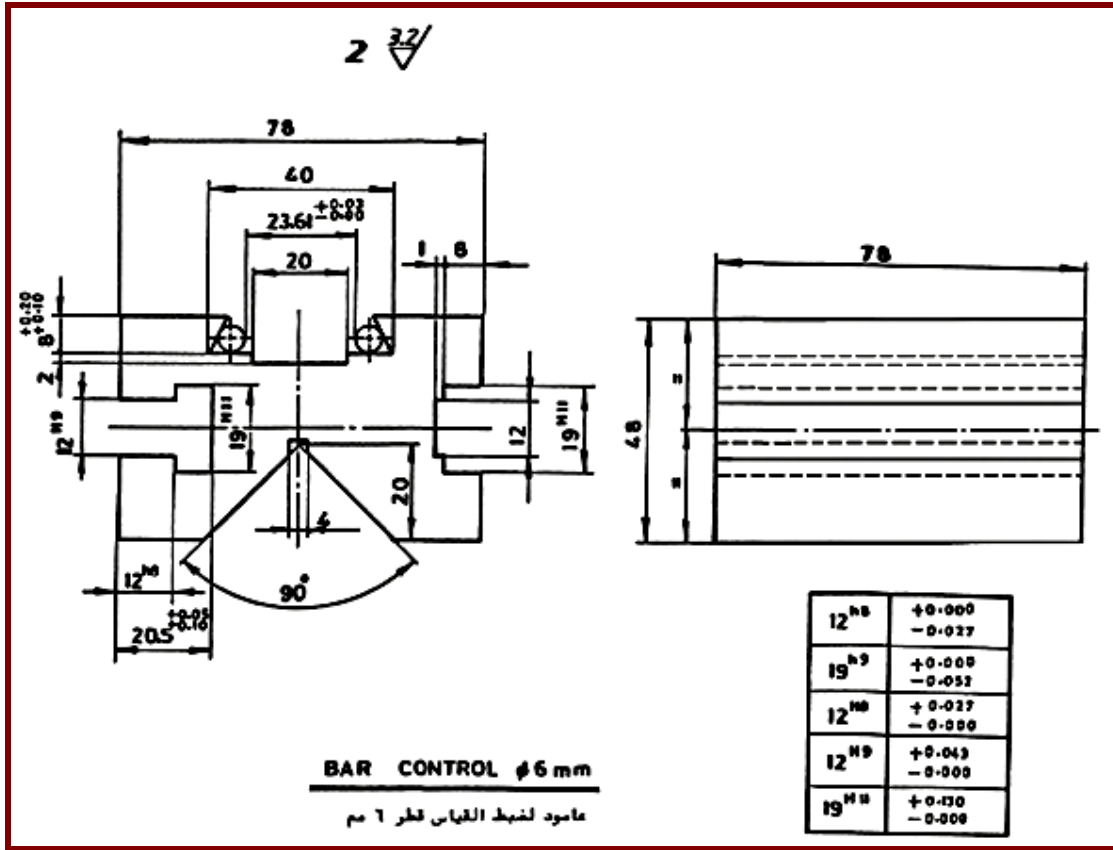 2 3.2/
78
40
23.61 +0.03 -0.00
20
1 8
78
8 +0.20 +0.10
2
12 H9
19 H11
12
19 H11
48
=
=
20
4
90°
12 h8
20.5 +0.05 +0.10
12 h8 +0.000 -0.027
19 h9 +0.000 -0.052
12 H8 +0.027 -0.000
12 H9 +0.043 -0.000
19 H11 +0.130 -0.000
BAR CONTROL ϕ6 mm
عامود لضبط القياس قطر ٦ مم